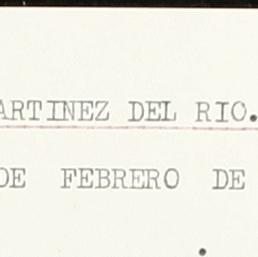 ARTINEZ DEL RIO.
DE FEBRERO DE
.